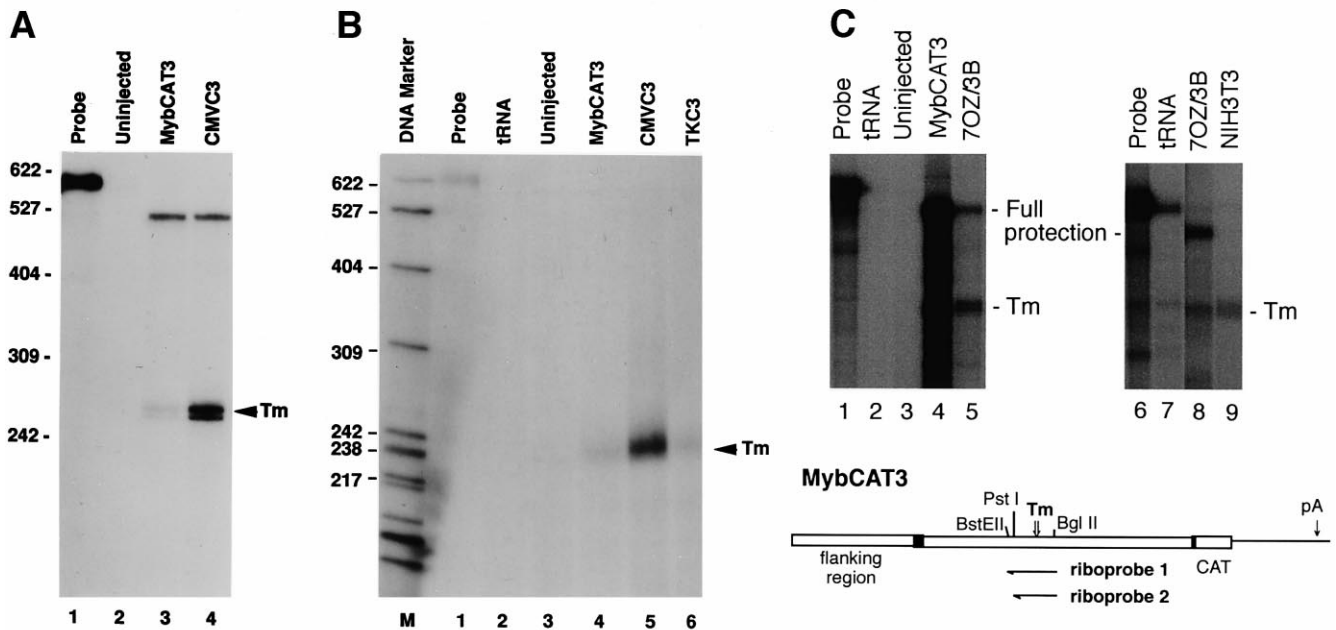 A
Probe
Uninjected
MybCAT3
CMVC3
622 -
527 -
404 -
309 -
242 -
Tm
1 2 3 4
B
DNA Marker
Probe
tRNA
Uninjected
MybCAT3
CMVC3
TKC3
622 –
527 –
404 –
309 –
242 –
238 –
217 –
Tm
M 1 2 3 4 5 6
C
Probe
tRNA
Uninjected
MybCAT3
7OZ/3B
- Full
protection -
- Tm
1 2 3 4 5
Probe
tRNA
7OZ/3B
NIH3T3
- Tm
6 7 8 9
MybCAT3
Pst I
Tm
pA
BstEII
Bgl II
flanking
region
CAT
riboprobe 1
riboprobe 2